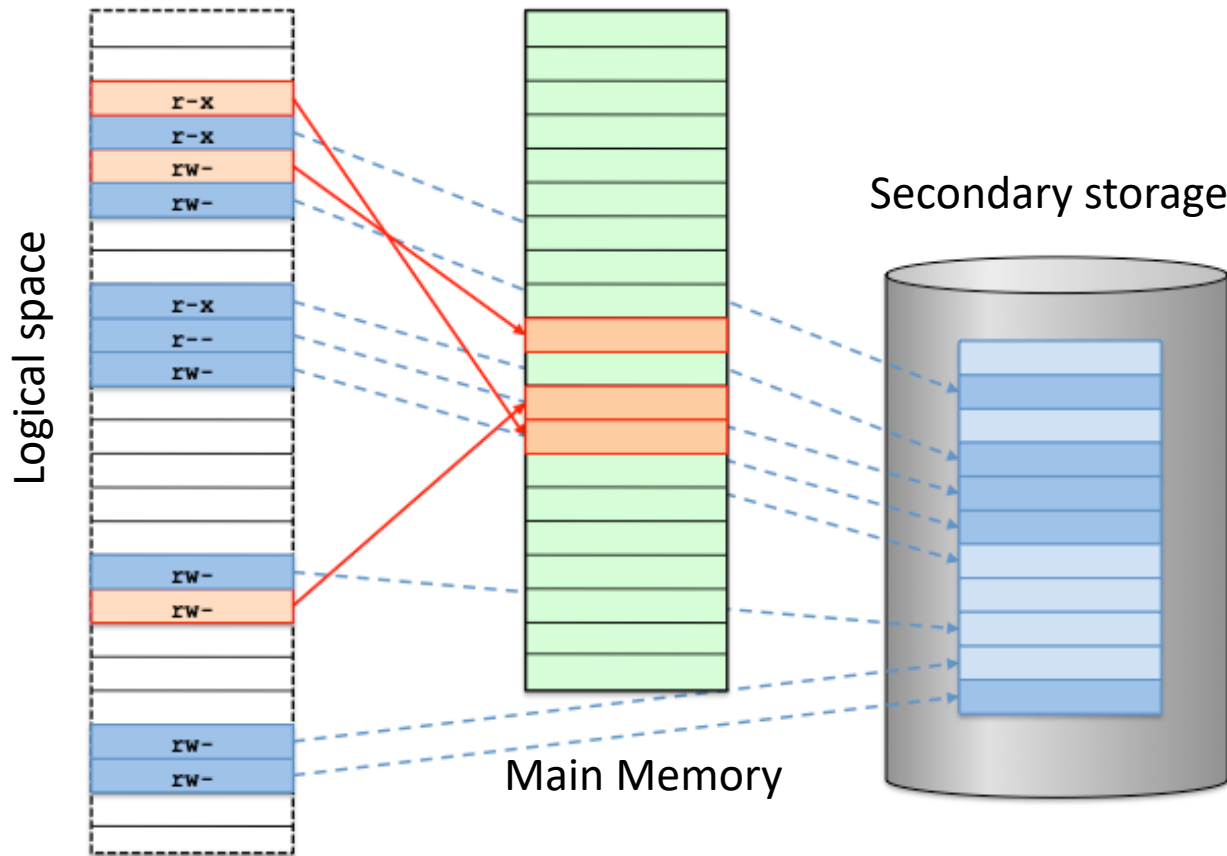 r-x
r-x
rw-
rw-
r-x
r--
rw-
rw-
rw-
rw-
rw-
Logical space
Main Memory
Secondary storage